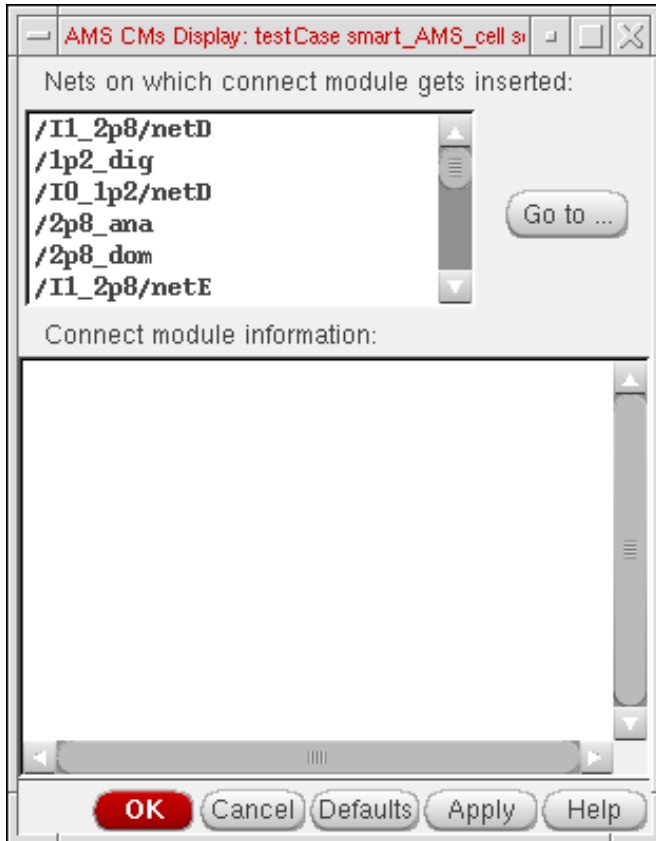 AMS CMs Display: testCase smart_AMS_cell
Nets on which connect module gets inserted:
/I1_2p8/netD
/1p2_dig
/I0_1p2/netD
/2p8_ana
/2p8_dom
/I1_2p8/netE
Go to ...
Connect module information:
OK Cancel Defaults Apply Help